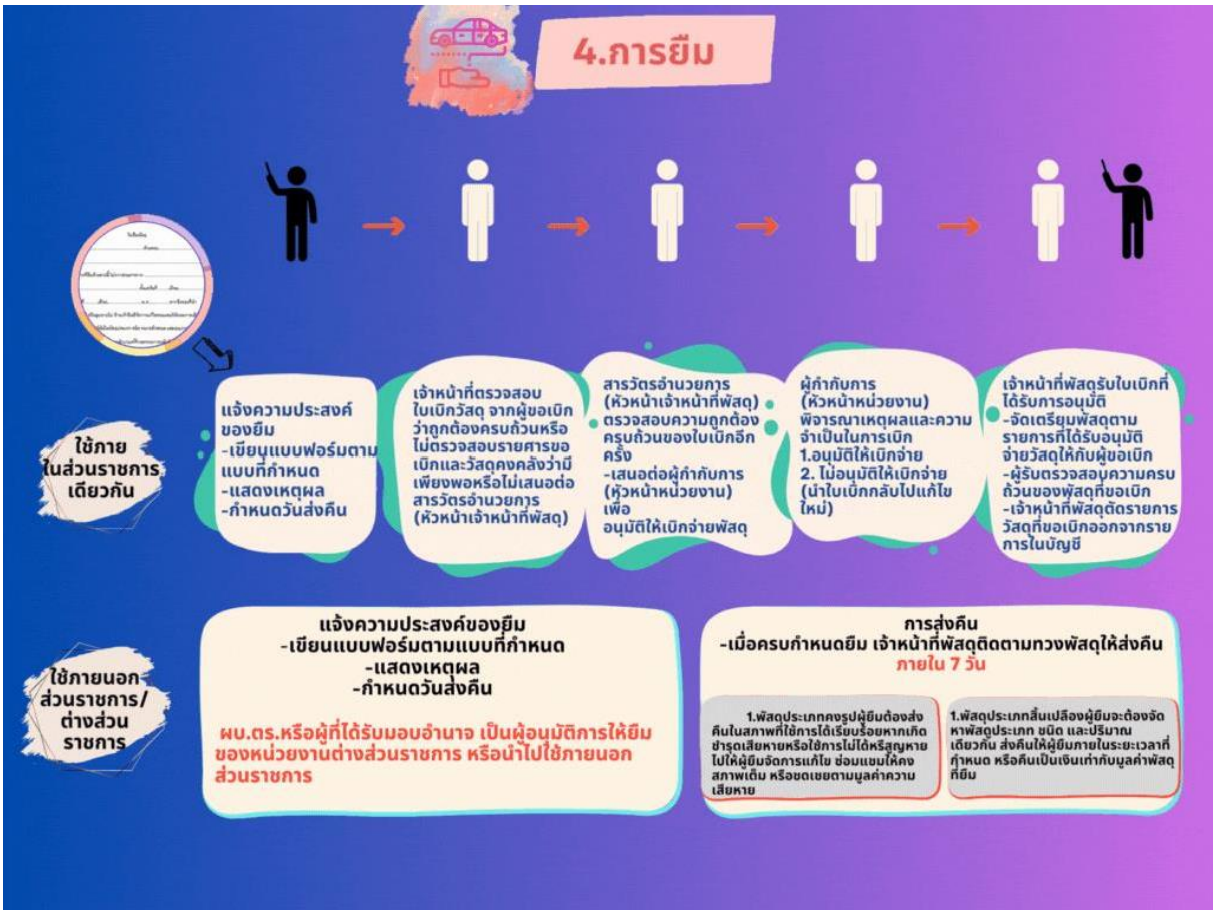 4.การยืม
ใช้ภาย
ในส่วนราชการ
เดียวกัน
แจ้งความประสงค์
ของยืม
-เขียนแบบฟอร์มตาม
แบบที่กำหนด
-แสดงเหตุผล
-กำหนดวันส่งคืน
เจ้าหน้าที่ตรวจสอบ
ใบเบิกวัสดุ จากผู้ขอเบิก
ว่าถูกต้องครบถ้วนหรือ
ไม่ตรวจสอบรายศารขอ
เบิกและวัสดุคงคลังว่ามี
เพียงพอหรือไม่เสนอต่อ
สารวัตรอำนวยการ
(หัวหน้าเจ้าหน้าที่พัสดุ)
สารวัตรอำนวยการ
(หัวหน้าเจ้าหน้าที่พัสดุ)
ตรวจสอบความถูกต้อง
ครบถ้วนของใบเบิกอีก
ครั้ง
-เสนอต่อผู้กำกับการ
(หัวหน้าหน่วยงาน)
เพื่อ
อนุมัติให้เบิกจ่ายพัสดุ
ผู้กำกับการ
(หัวหน้าหน่วยงาน)
พิจารณาเหตุผลและความ
จำเป็นในการเบิก
1.อนุมัติให้เบิกจ่าย
2. ไม่อนุมัติให้เบิกจ่าย
(นำใบเบิกกลับไปแก้ไข
ใหม่)
เจ้าหน้าที่พัสดุรับใบเบิกที่
ได้รับการอนุมัติ
-จัดเตรียมพัสดุตาม
รายการที่ได้รับอนุมัติ
จ่ายวัสดุให้กับผู้ขอเบิก
-ผู้รับตรวจสอบความครบ
ถ้วนของพัสดุที่ขอเบิก
-เจ้าหน้าที่พัสดุตัดรายการ
วัสดุที่ขอเบิกออกจากราย
การในบัญชี
ใช้ภายนอก
ส่วนราชการ/
ต่างส่วน
ราชการ
แจ้งความประสงค์ของยืม
-เขียนแบบฟอร์มตามแบบที่กำหนด
-แสดงเหตุผล
-กำหนดวันส่งคืน
ผบ.ตร.หรือผู้ที่ได้รับมอบอำนาจ เป็นผู้อนุมัติการให้ยืม
ของหน่วยงานต่างส่วนราชการ หรือนำไปใช้ภายนอก
ส่วนราชการ
การส่งคืน
-เมื่อครบกำหนดยืม เจ้าหน้าที่พัสดุติดตามทวงพัสดุให้ส่งคืน
ภายใน 7 วัน
1.พัสดุประเภทคงรูปผู้ยืมต้องส่ง
คืนในสภาพที่ใช้การได้เรียบร้อยหากเกิด
ชำรุดเสียหายหรือใช้การไม่ได้หรืสูญหาย
ไปให้ผู้ยืมจัดการแก้ไข ซ่อมแซมให้คง
สภาพเดิม หรือชดเชยตามมูลค่าความ
เสียหาย
1.พัสดุประเภทสิ้นเปลืองผู้ยืมจะต้องจัด
หาพัสดุประเภท ชนิด และปริมาณ
เดียวกัน ส่งคืนให้ผู้ยืมภายในระยะเวลาที่
กำหนด หรือคืนเป็นเงินเท่ากับมูลค่าพัสดุ
ที่ยืม